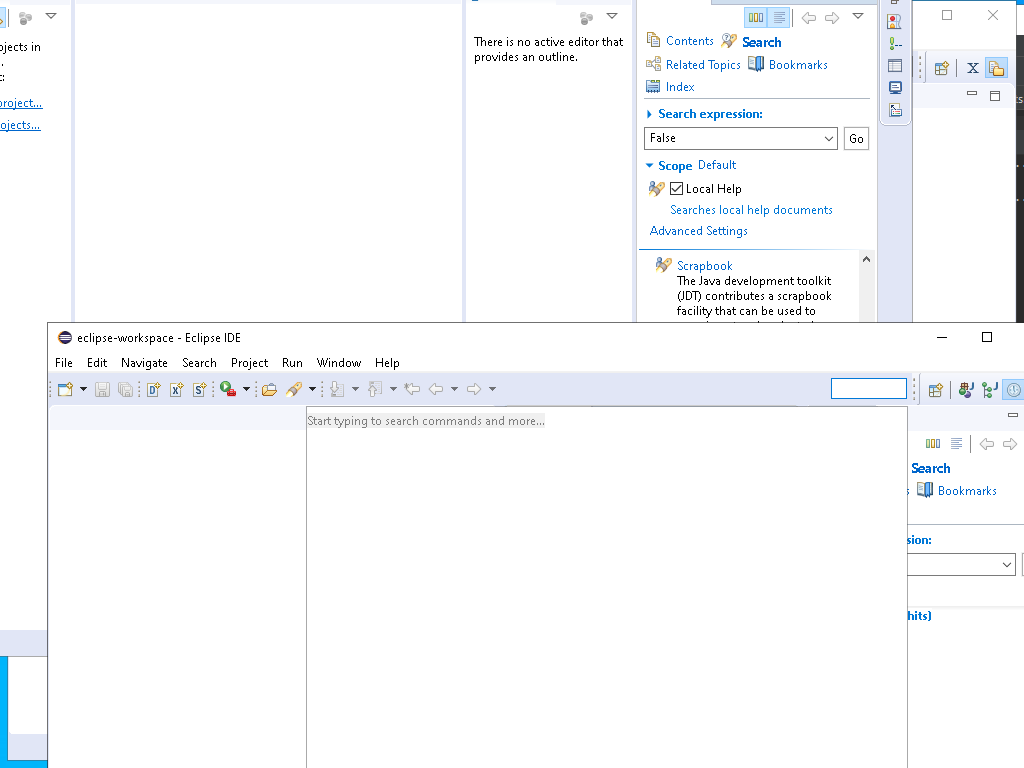 ojects in
project...
ojects...
There is no active editor that
provides an outline.
Contents
Search
Related Topics
Bookmarks
Index
Search expression:
False
Go
Scope Default
Local Help
Searches local help documents
Advanced Settings
Scrapbook
The Java development toolkit
(JDT) contributes a scrapbook
facility that can be used to
eclipse-workspace - Eclipse IDE
File Edit Navigate Search Project Run Window Help
Start typing to search commands and more...
Search
Bookmarks
sion:
hits)